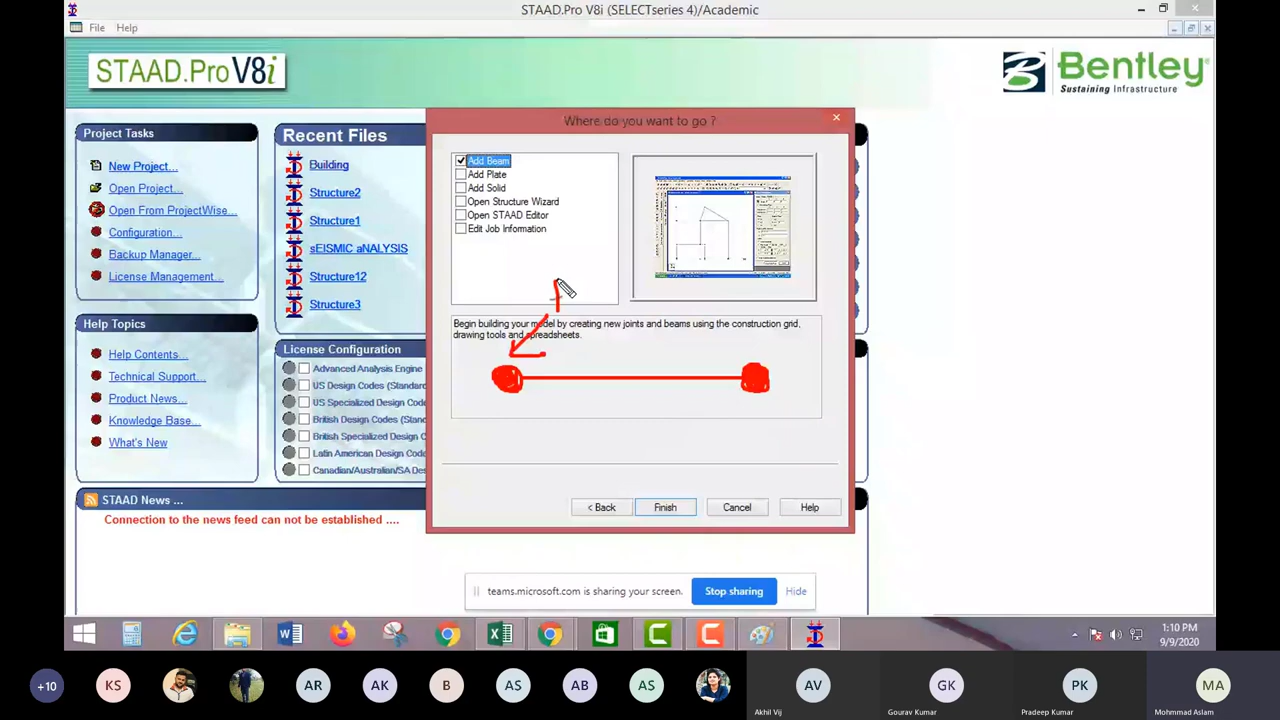 STAAD.Pro V8i (SELECTseries 4)/Academic
File Help
STAAD.Pro V8i
Bentley®
Sustaining Infrastructure
Project Tasks
New Project...
Open Project...
Open From ProjectWise...
Configuration...
Backup Manager...
License Management...
Recent Files
Building
Structure2
Structure1
sEISMIC aNALYSIS
Structure12
Structure3
Help Topics
Help Contents...
Technical Support...
Product News...
Knowledge Base...
What's New
License Configuration
Advanced Analysis Engine
US Design Codes (Standard
US Specialized Design Code
British Design Codes (Stan
British Specialized Design C
Latin American Design Code
Canadian/Australian/SA Des
Where do you want to go ?
Add Beam
Add Plate
Add Solid
Open Structure Wizard
Open STAAD Editor
Edit Job Information
Begin building your model by creating new joints and beams using the construction grid,
drawing tools and spreadsheets.
< Back Finish Cancel Help
STAAD News ...
Connection to the news feed can not be established ....
teams.microsoft.com is sharing your screen. Stop sharing Hide
1:10 PM
9/9/2020
+10 KS AR AK B AS AB AS AV GK PK MA
Akhil Vij Gourav Kumar Pradeep Kumar Mohmmad Aslam